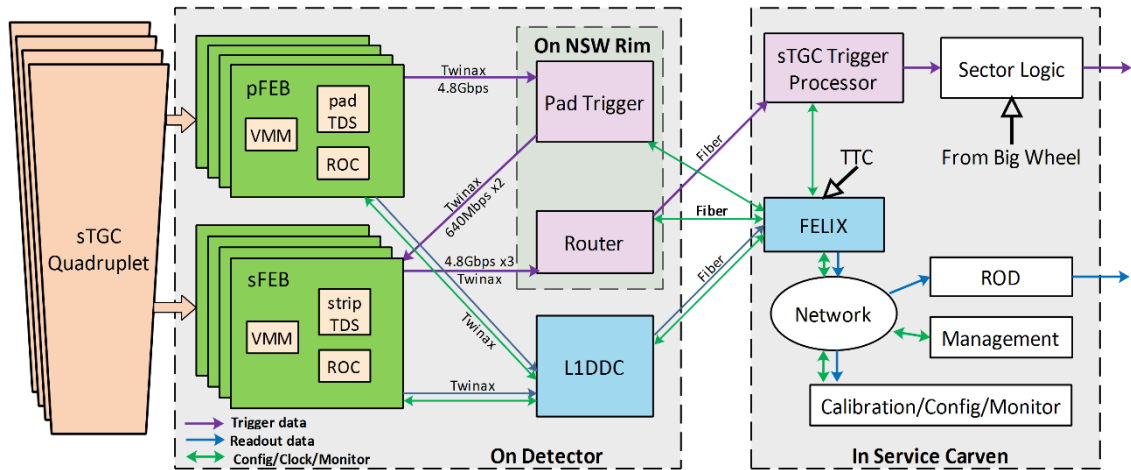 sTGC
Quadruplet
pFEB
VMM
pad
TDS
ROC
sFEB
VMM
strip
TDS
ROC
Twinax
4.8Gbps
Twinax
640Mbps x2
4.8Gbps x3
Twinax
Twinax
Twinax
On NSW Rim
Pad Trigger
Router
L1DDC
Trigger data
Readout data
Config/Clock/Monitor
On Detector
Fiber
Fiber
Fiber
sTGC Trigger
Processor
Sector Logic
From Big Wheel
TTC
FELIX
Network
ROD
Management
Calibration/Config/Monitor
In Service Carven